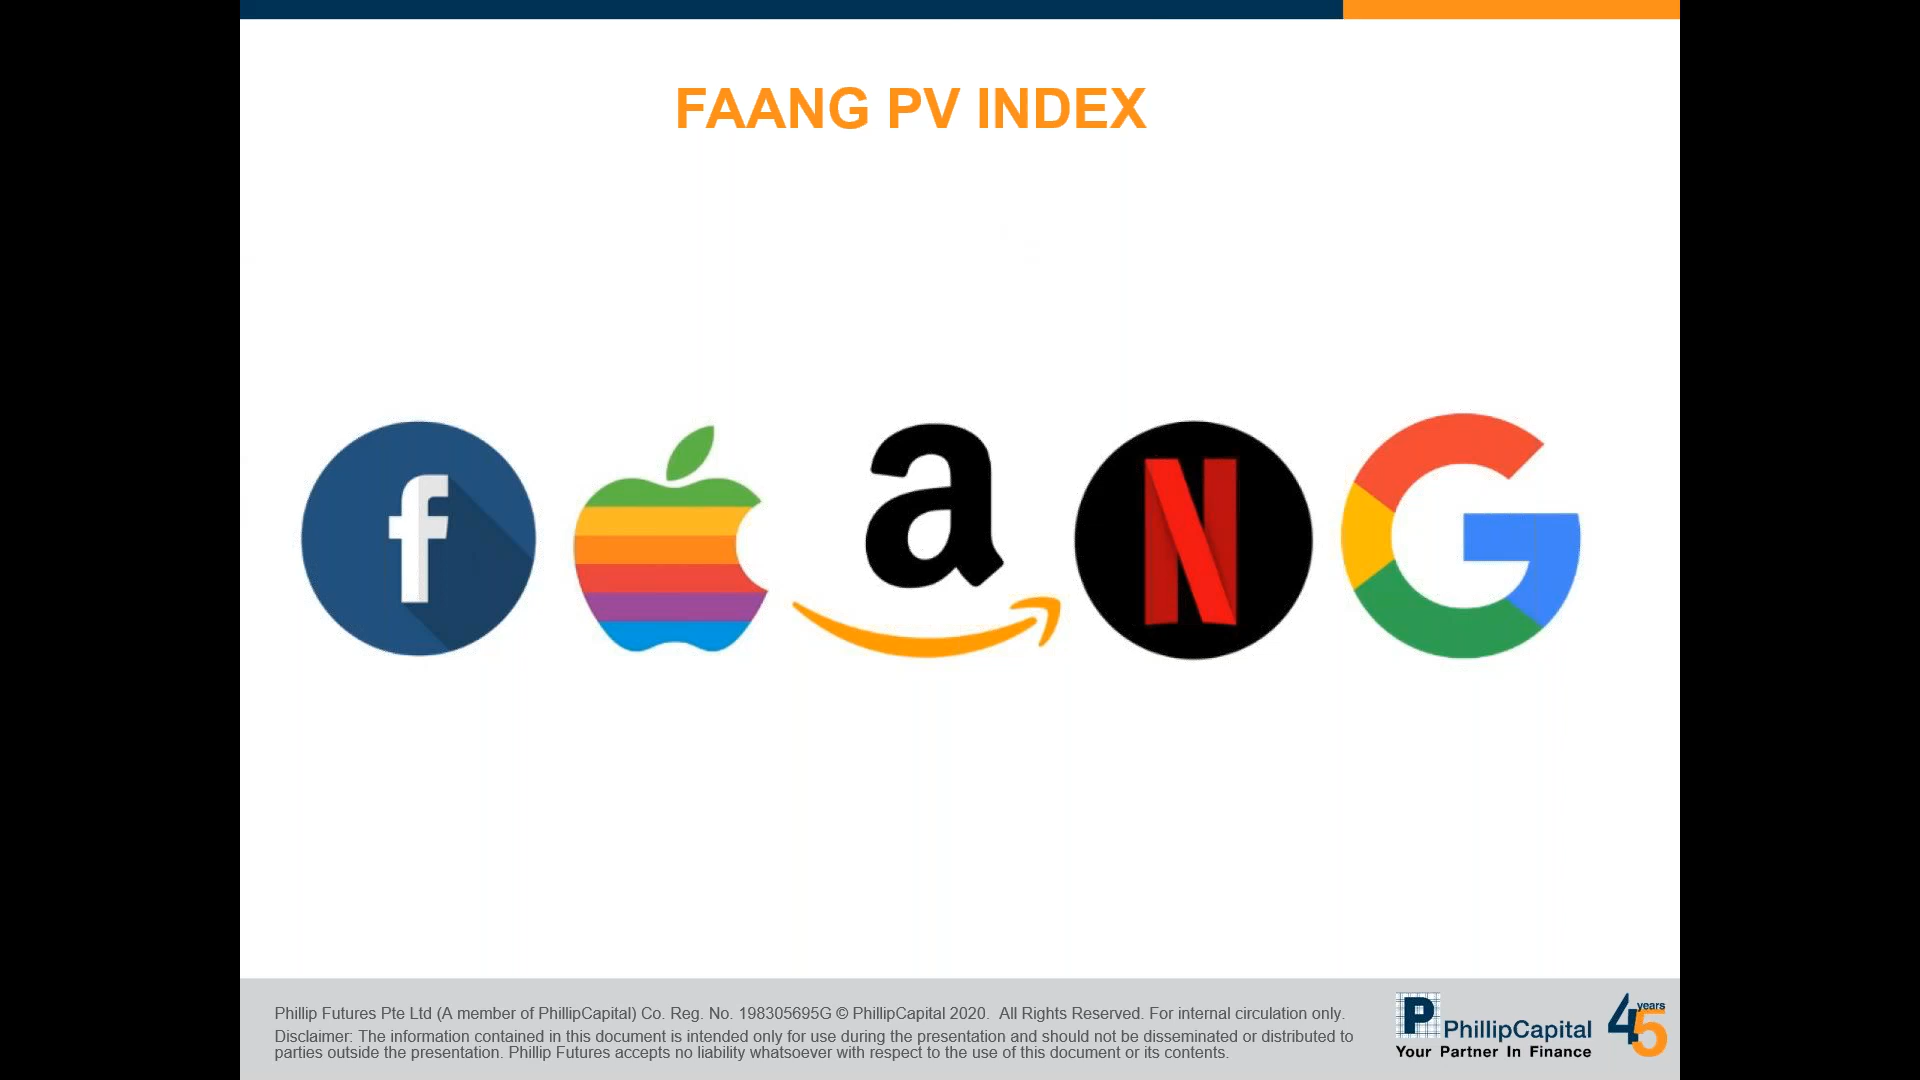 FAANG PV INDEX
f
a
N
G
Phillip Futures Pte Ltd (A member of PhillipCapital) Co. Reg. No. 198305695G © PhillipCapital 2020.  All Rights Reserved. For internal circulation only.
Disclaimer: The information contained in this document is intended only for use during the presentation and should not be disseminated or distributed to
parties outside the presentation. Phillip Futures accepts no liability whatsoever with respect to the use of this document or its contents.
P PhillipCapital
Your Partner In Finance
45 years